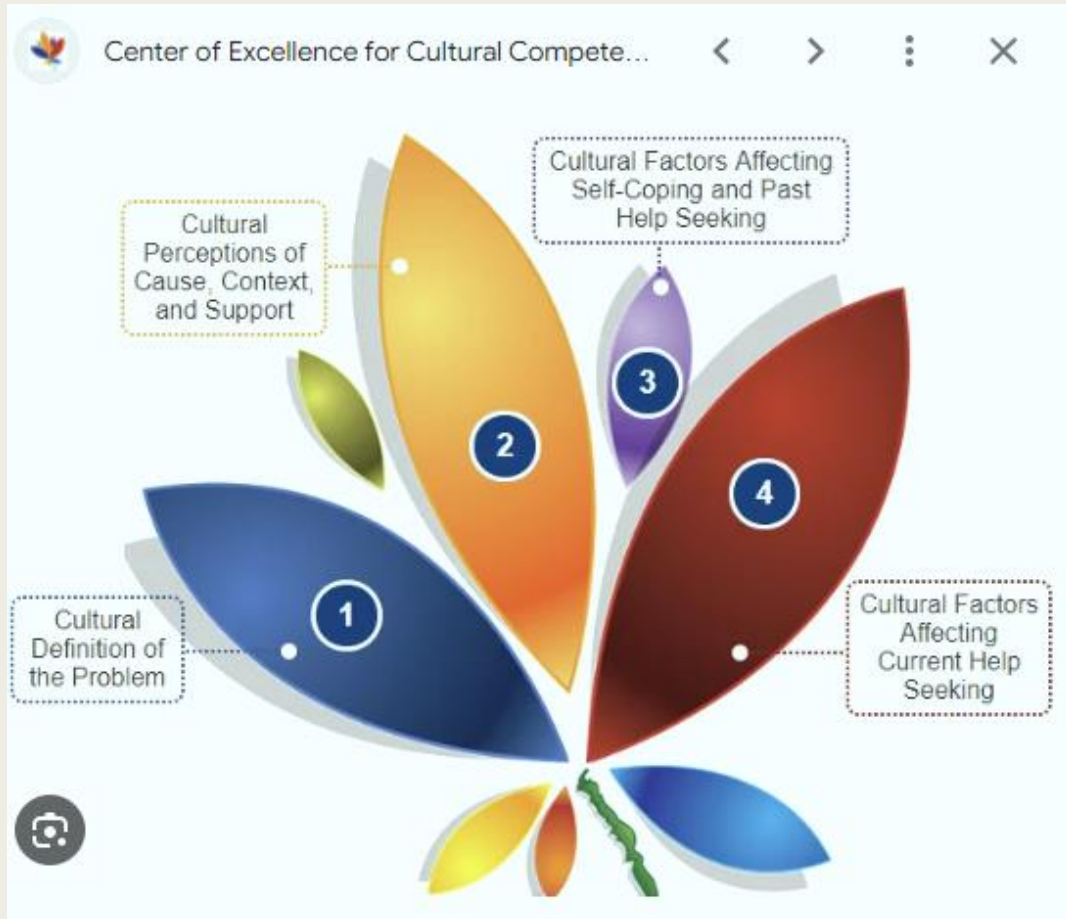 Center of Excellence for Cultural Compete...
Cultural Factors Affecting
Self-Coping and Past
Help Seeking
Cultural
Perceptions of
Cause, Context,
and Support
3
2
4
1
Cultural
Definition of
the Problem
Cultural Factors
Affecting
Current Help
Seeking